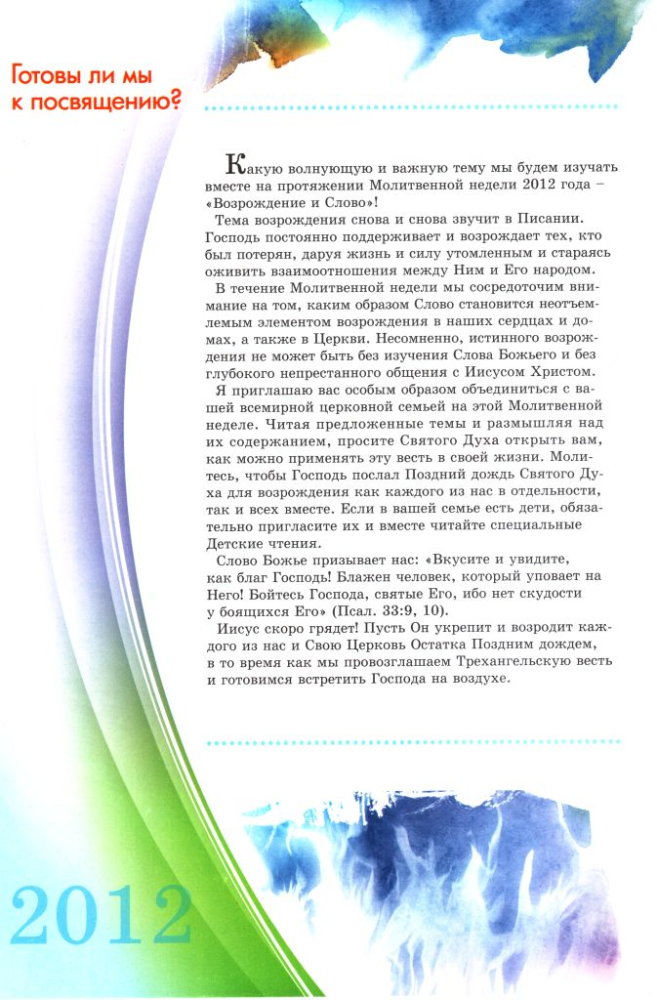 Готовы ли мы
к посвящению?
Какую волнующую и важную тему мы будем изучать
вместе на протяжении Молитвенной недели 2012 года –
«Возрождение и Слово»!
Тема возрождения снова и снова звучит в Писании.
Господь постоянно поддерживает и возрождает тех, кто
был потерян, даруя жизнь и силу утомленным и стараясь
оживить взаимоотношения между Ним и Его народом.
В течение Молитвенной недели мы сосредоточим вни-
мание на том, каким образом Слово становится неотъем-
лемым элементом возрождения в наших сердцах и до-
мах, а также в Церкви. Несомненно, истинного возрож-
дения не может быть без изучения Слова Божьего и без
глубокого непрестанного общения с Иисусом Христом.
Я приглашаю вас особым образом объединиться с ва-
шей всемирной церковной семьей на этой Молитвенной
неделе. Читая предложенные темы и размышляя над
их содержанием, просите Святого Духа открыть вам,
как можно применять эту весть в своей жизни. Моли-
тесь, чтобы Господь послал Поздний дождь Святого Ду-
ха для возрождения как каждого из нас в отдельности,
так и всех вместе. Если в вашей семье есть дети, обяза-
тельно пригласите их и вместе читайте специальные
Детские чтения.
Слово Божье призывает нас: «Вкусите и увидите,
как благ Господь! Блажен человек, который уповает на
Него! Бойтесь Господа, святые Его, ибо нет скудости
у боящихся Его» (Псал. 33:9, 10).
Иисус скоро грядет! Пусть Он укрепит и возродит каж-
дого из нас и Свою Церковь Остатка Поздним дождем,
в то время как мы провозглашаем Трехангельскую весть
и готовимся встретить Господа на воздухе.
2012